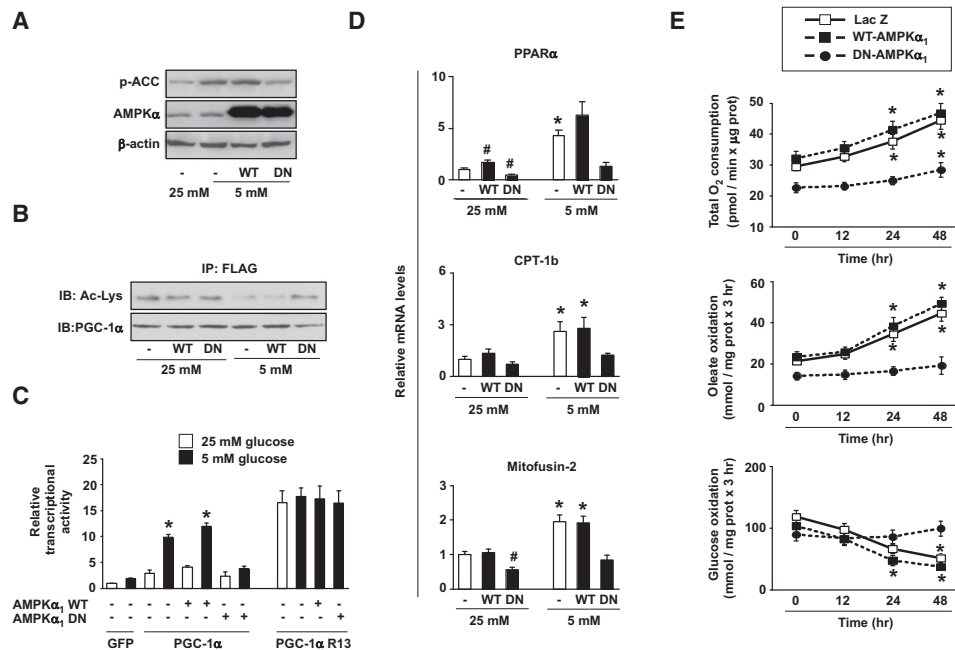 A
p-ACC
AMPKα
β-actin
- - WT DN
25 mM 5 mM
B
IP: FLAG
IB: Ac-Lys
IB:PGC-1α
- WT DN - WT DN
25 mM 5 mM
C
25 mM glucose
5 mM glucose
Relative
transcriptional
activity
25
20
15
10
5
0
* *
AMPKα1 WT - - - - + + - - - - + -
AMPKα1 DN - - - - - - + + - - - +
GFP PGC-1α PGC-1α R13
D
Relative mRNA levels
PPARα
10
5
0
# # *
- WT DN - WT DN
25 mM 5 mM
CPT-1b
6
3
0
* *
- WT DN - WT DN
25 mM 5 mM
Mitofusin-2
3
2
1
0
# * *
- WT DN - WT DN
25 mM 5 mM
E
Lac Z
WT-AMPKα1
DN-AMPKα1
Total O2 consumption
(pmol / min x µg prot)
50
40
30
20
10
* *
* *
*
0 12 24 48
Time (hr)
Oleate oxidation
(mmol / mg prot x 3 hr)
60
40
20
0
* *
* *
0 12 24 48
Time (hr)
Glucose oxidation
(mmol / mg prot x 3 hr)
200
100
0
*
* *
0 12 24 48
Time (hr)